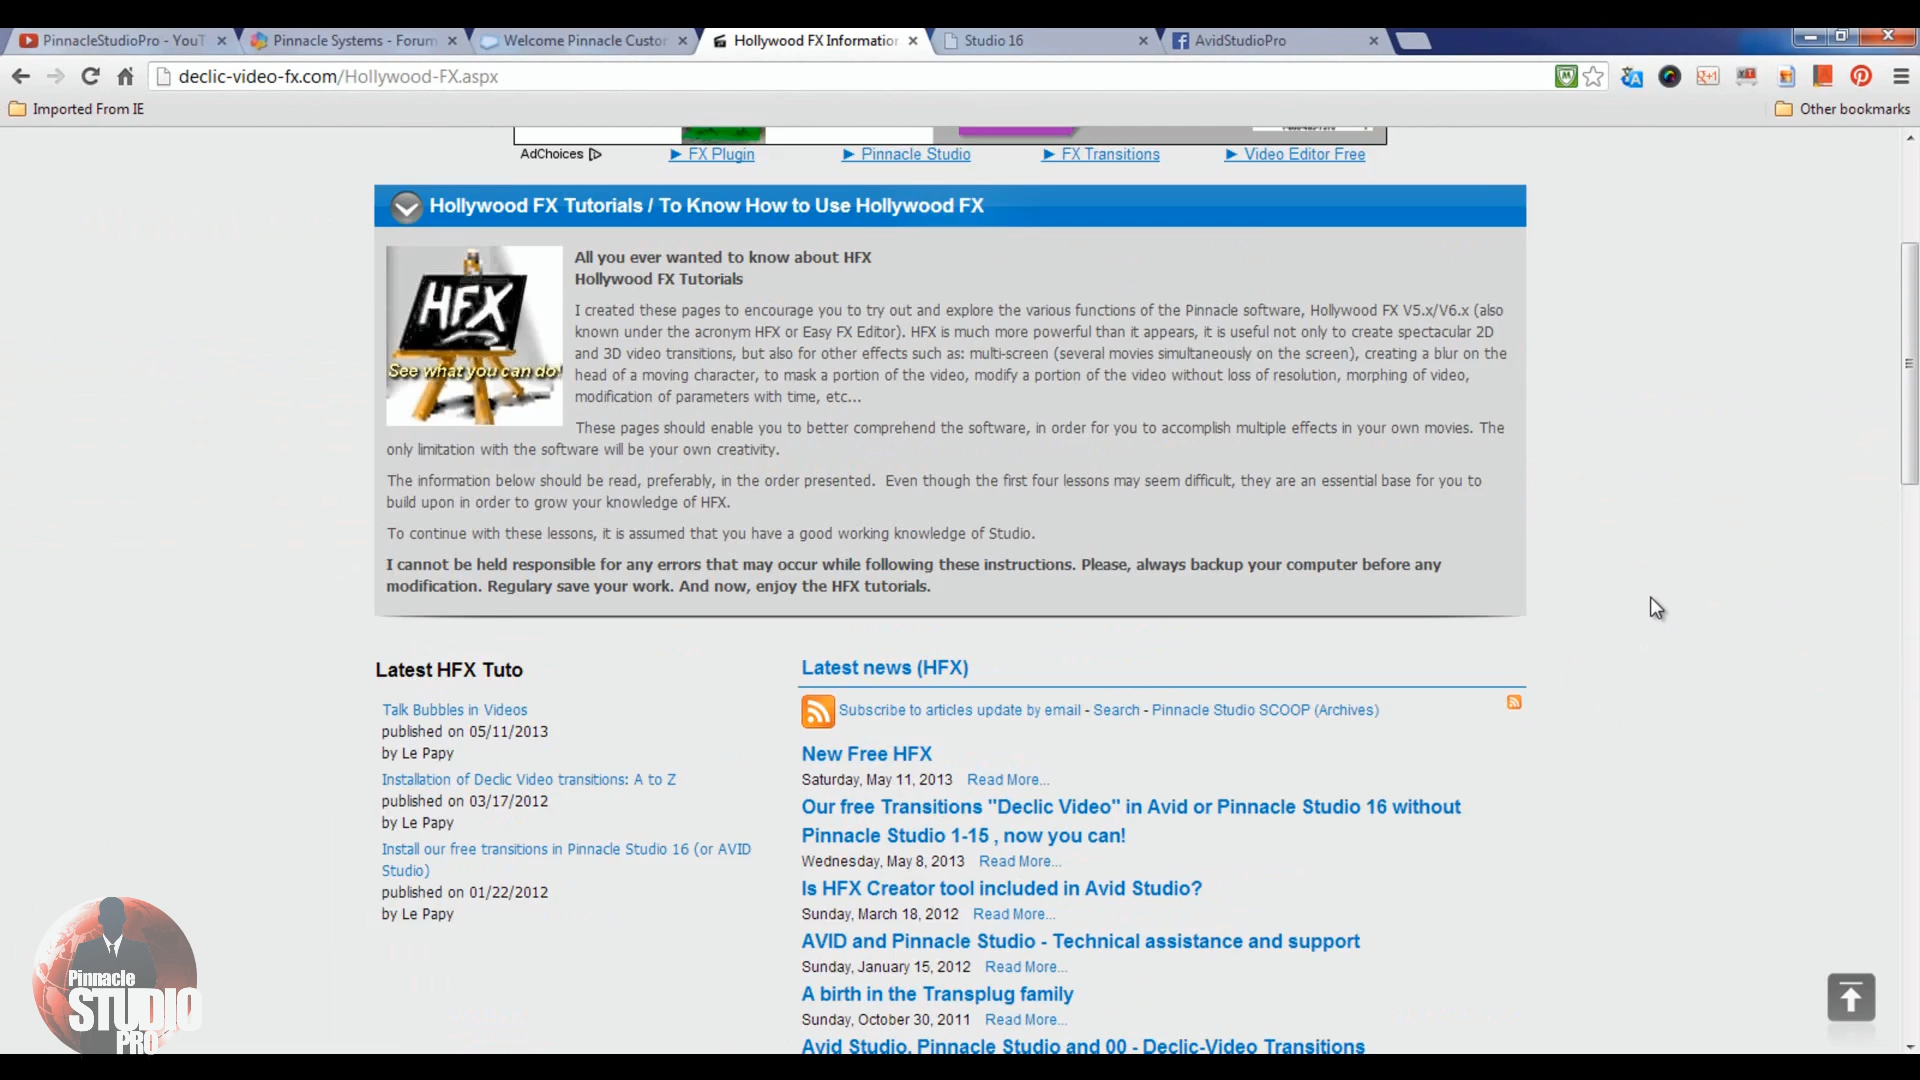 PinnacleStudioPro - YouT
Pinnacle Systems - Forum
Welcome Pinnacle Custor
Hollywood FX Information
Studio 16
AvidStudioPro
declic-video-fx.com/Hollywood-FX.aspx
Imported From IE
Other bookmarks
AdChoices
► FX Plugin
► Pinnacle Studio
► FX Transitions
► Video Editor Free
Hollywood FX Tutorials / To Know How to Use Hollywood FX
HFX
See what you can do!
All you ever wanted to know about HFX
Hollywood FX Tutorials
I created these pages to encourage you to try out and explore the various functions of the Pinnacle software, Hollywood FX V5.x/V6.x (also
known under the acronym HFX or Easy FX Editor). HFX is much more powerful than it appears, it is useful not only to create spectacular 2D
and 3D video transitions, but also for other effects such as: multi-screen (several movies simultaneously on the screen), creating a blur on the
head of a moving character, to mask a portion of the video, modify a portion of the video without loss of resolution, morphing of video,
modification of parameters with time, etc...
These pages should enable you to better comprehend the software, in order for you to accomplish multiple effects in your own movies. The
only limitation with the software will be your own creativity.
The information below should be read, preferably, in the order presented. Even though the first four lessons may seem difficult, they are an essential base for you to
build upon in order to grow your knowledge of HFX.
To continue with these lessons, it is assumed that you have a good working knowledge of Studio.
I cannot be held responsible for any errors that may occur while following these instructions. Please, always backup your computer before any
modification. Regulary save your work. And now, enjoy the HFX tutorials.
Latest HFX Tuto
Talk Bubbles in Videos
published on 05/11/2013
by Le Papy
Installation of Declic Video transitions: A to Z
published on 03/17/2012
by Le Papy
Install our free transitions in Pinnacle Studio 16 (or AVID
Studio)
published on 01/22/2012
by Le Papy
Latest news (HFX)
Subscribe to articles update by email - Search - Pinnacle Studio SCOOP (Archives)
New Free HFX
Saturday, May 11, 2013 Read More...
Our free Transitions "Declic Video" in Avid or Pinnacle Studio 16 without
Pinnacle Studio 1-15 , now you can!
Wednesday, May 8, 2013 Read More...
Is HFX Creator tool included in Avid Studio?
Sunday, March 18, 2012 Read More...
AVID and Pinnacle Studio - Technical assistance and support
Sunday, January 15, 2012 Read More...
A birth in the Transplug family
Sunday, October 30, 2011 Read More...
Avid Studio, Pinnacle Studio and 00 - Declic-Video Transitions
Pinnacle
STUDIO
PRO